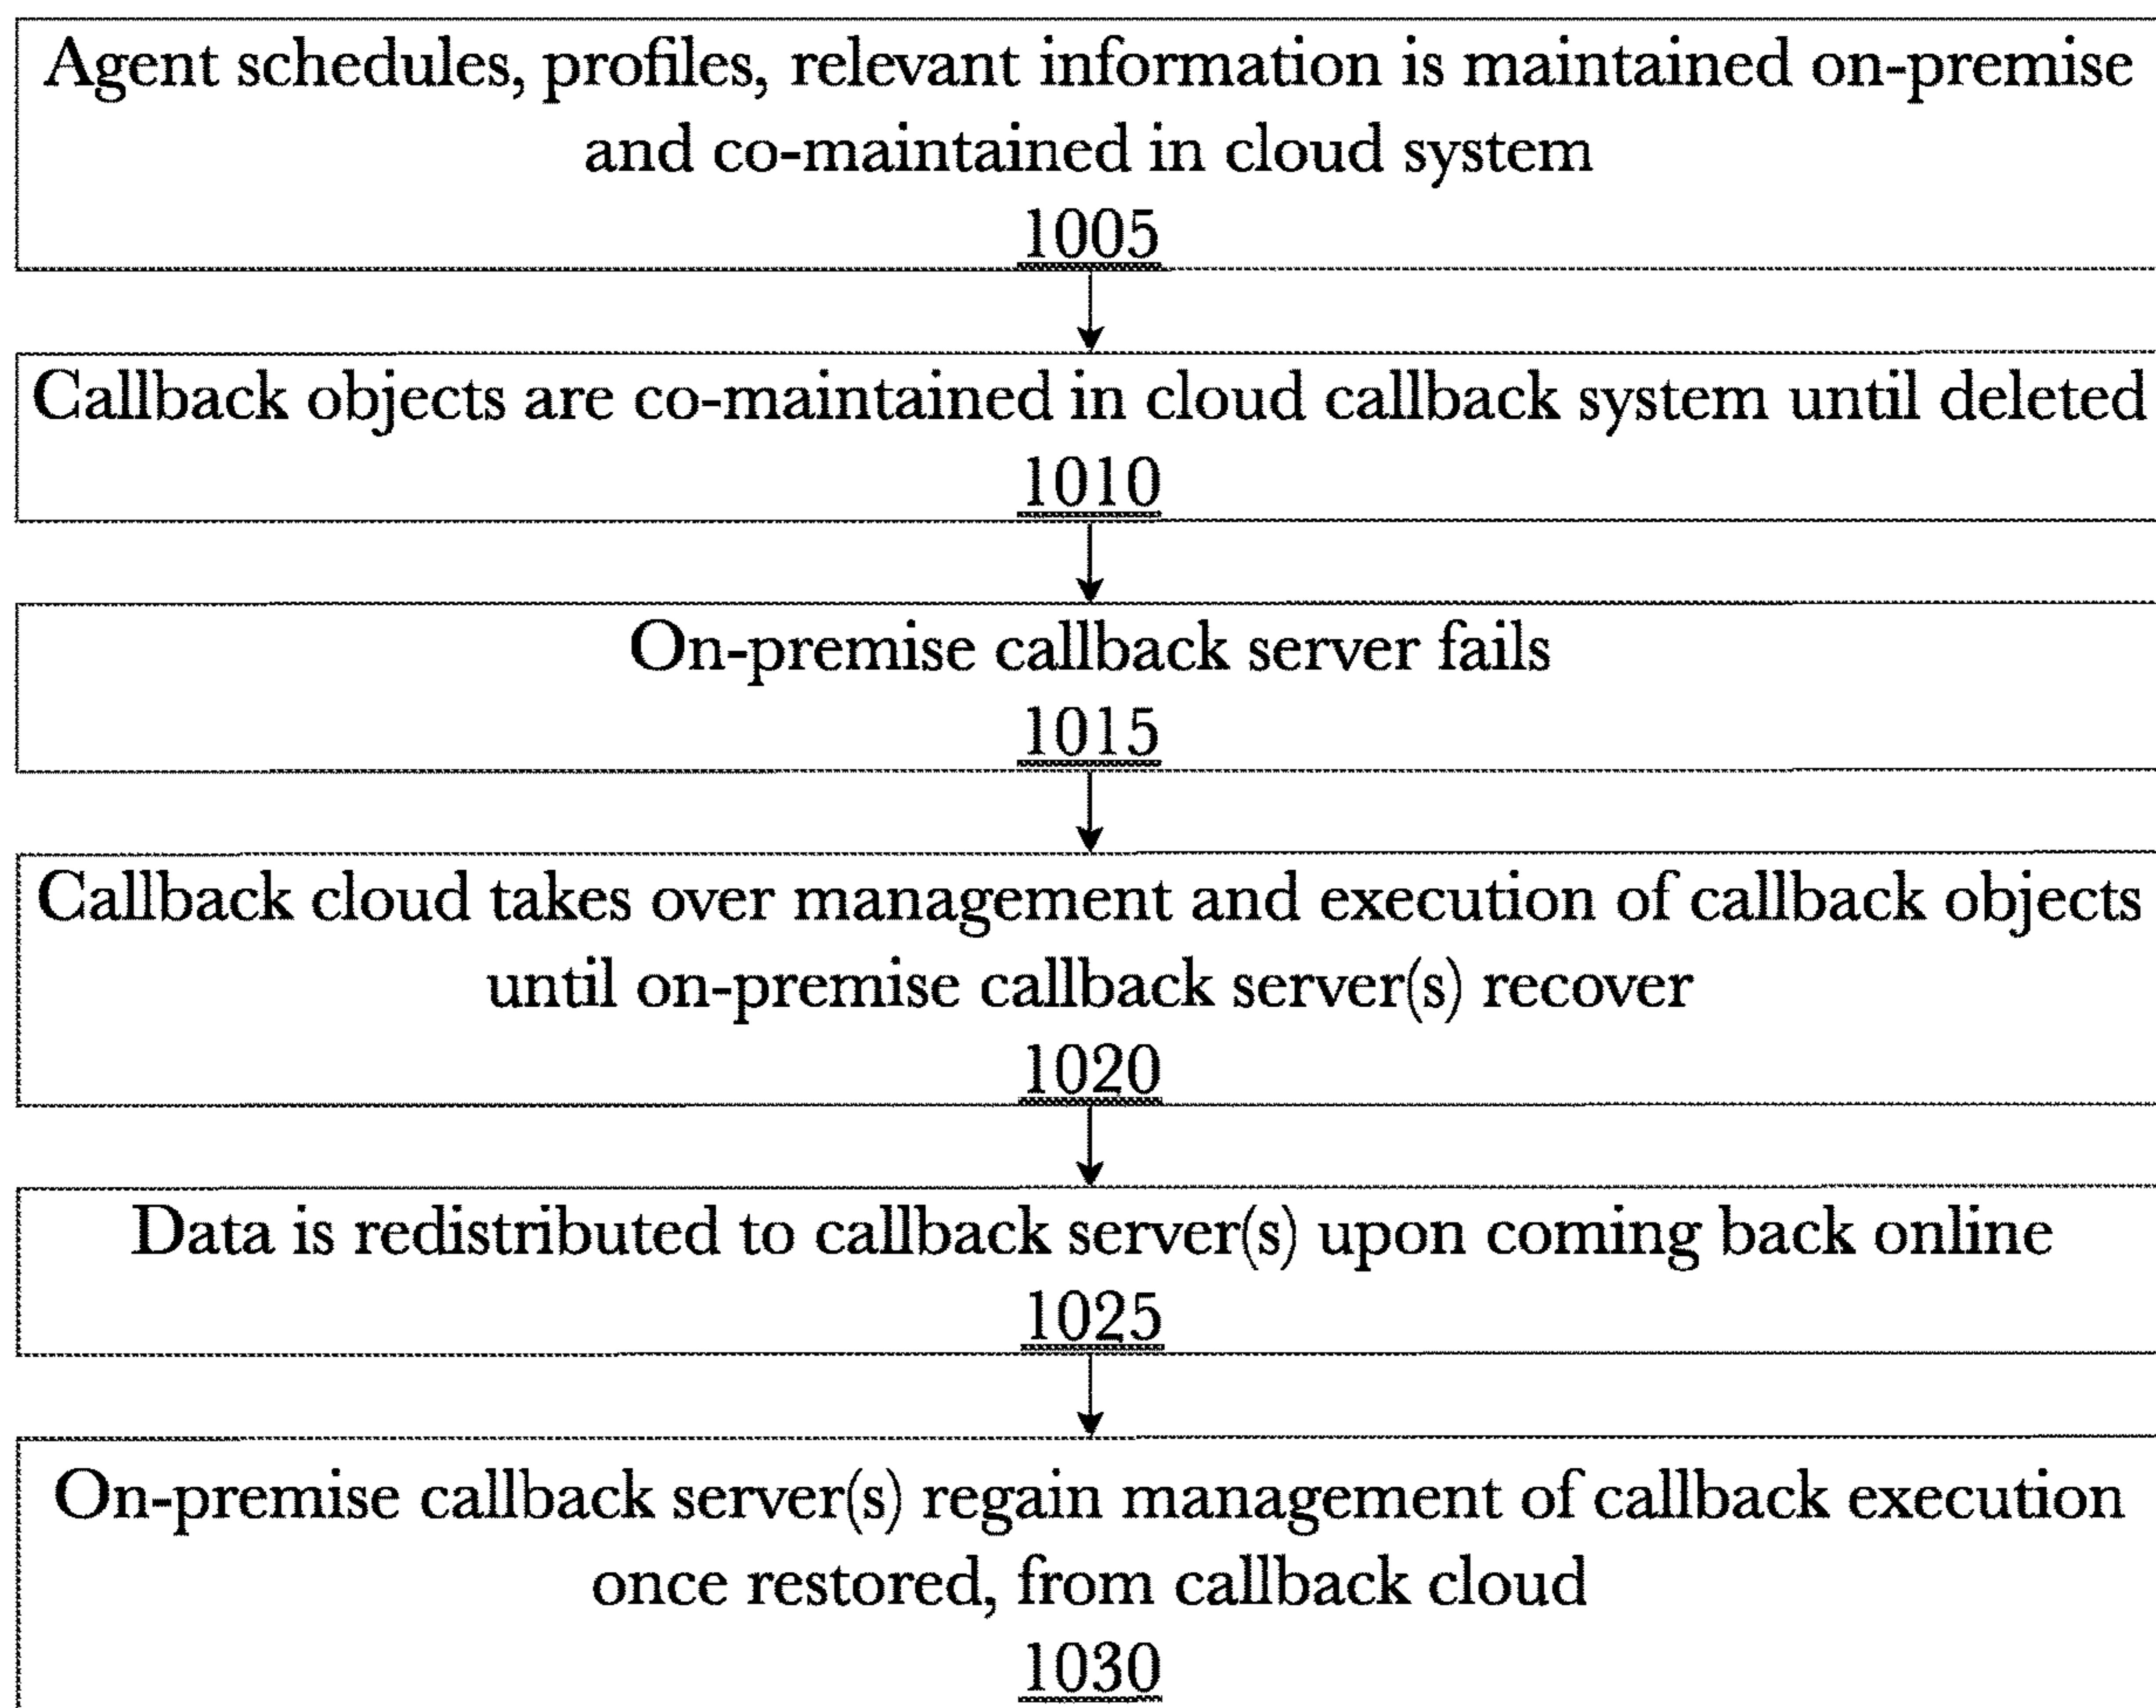 Agent schedules, profiles, relevant information is maintained on-premise
and co-maintained in cloud system
1005
Callback objects are co-maintained in cloud callback system until deleted
1010
On-premise callback server fails
1015
Callback cloud takes over management and execution of callback objects
until on-premise callback server(s) recover
1020
Data is redistributed to callback server(s) upon coming back online
1025
On-premise callback server(s) regain management of callback execution
once restored, from callback cloud
1030